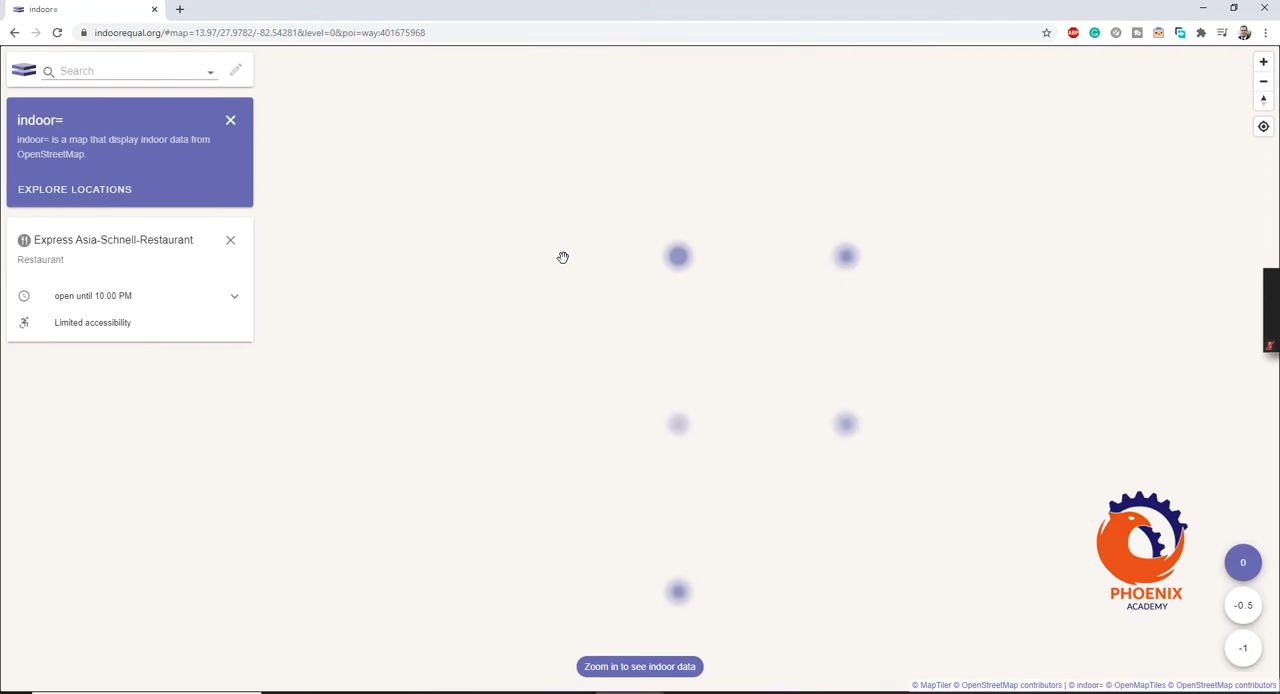 indoor=
indoorequal.org/#map=13.97/27.9782/-82.54281&level=0&poi=way:401675968
ABP
Search
indoor=
indoor= is a map that display indoor data from
OpenStreetMap.
EXPLORE LOCATIONS
Express Asia-Schnell-Restaurant
Restaurant
open until 10:00 PM
Limited accessibility
PHOENIX
ACADEMY
0
-0.5
-1
Zoom in to see indoor data
© MapTiler © OpenStreetMap contributors | © indoor= © OpenMapTiles © OpenStreetMap contributors